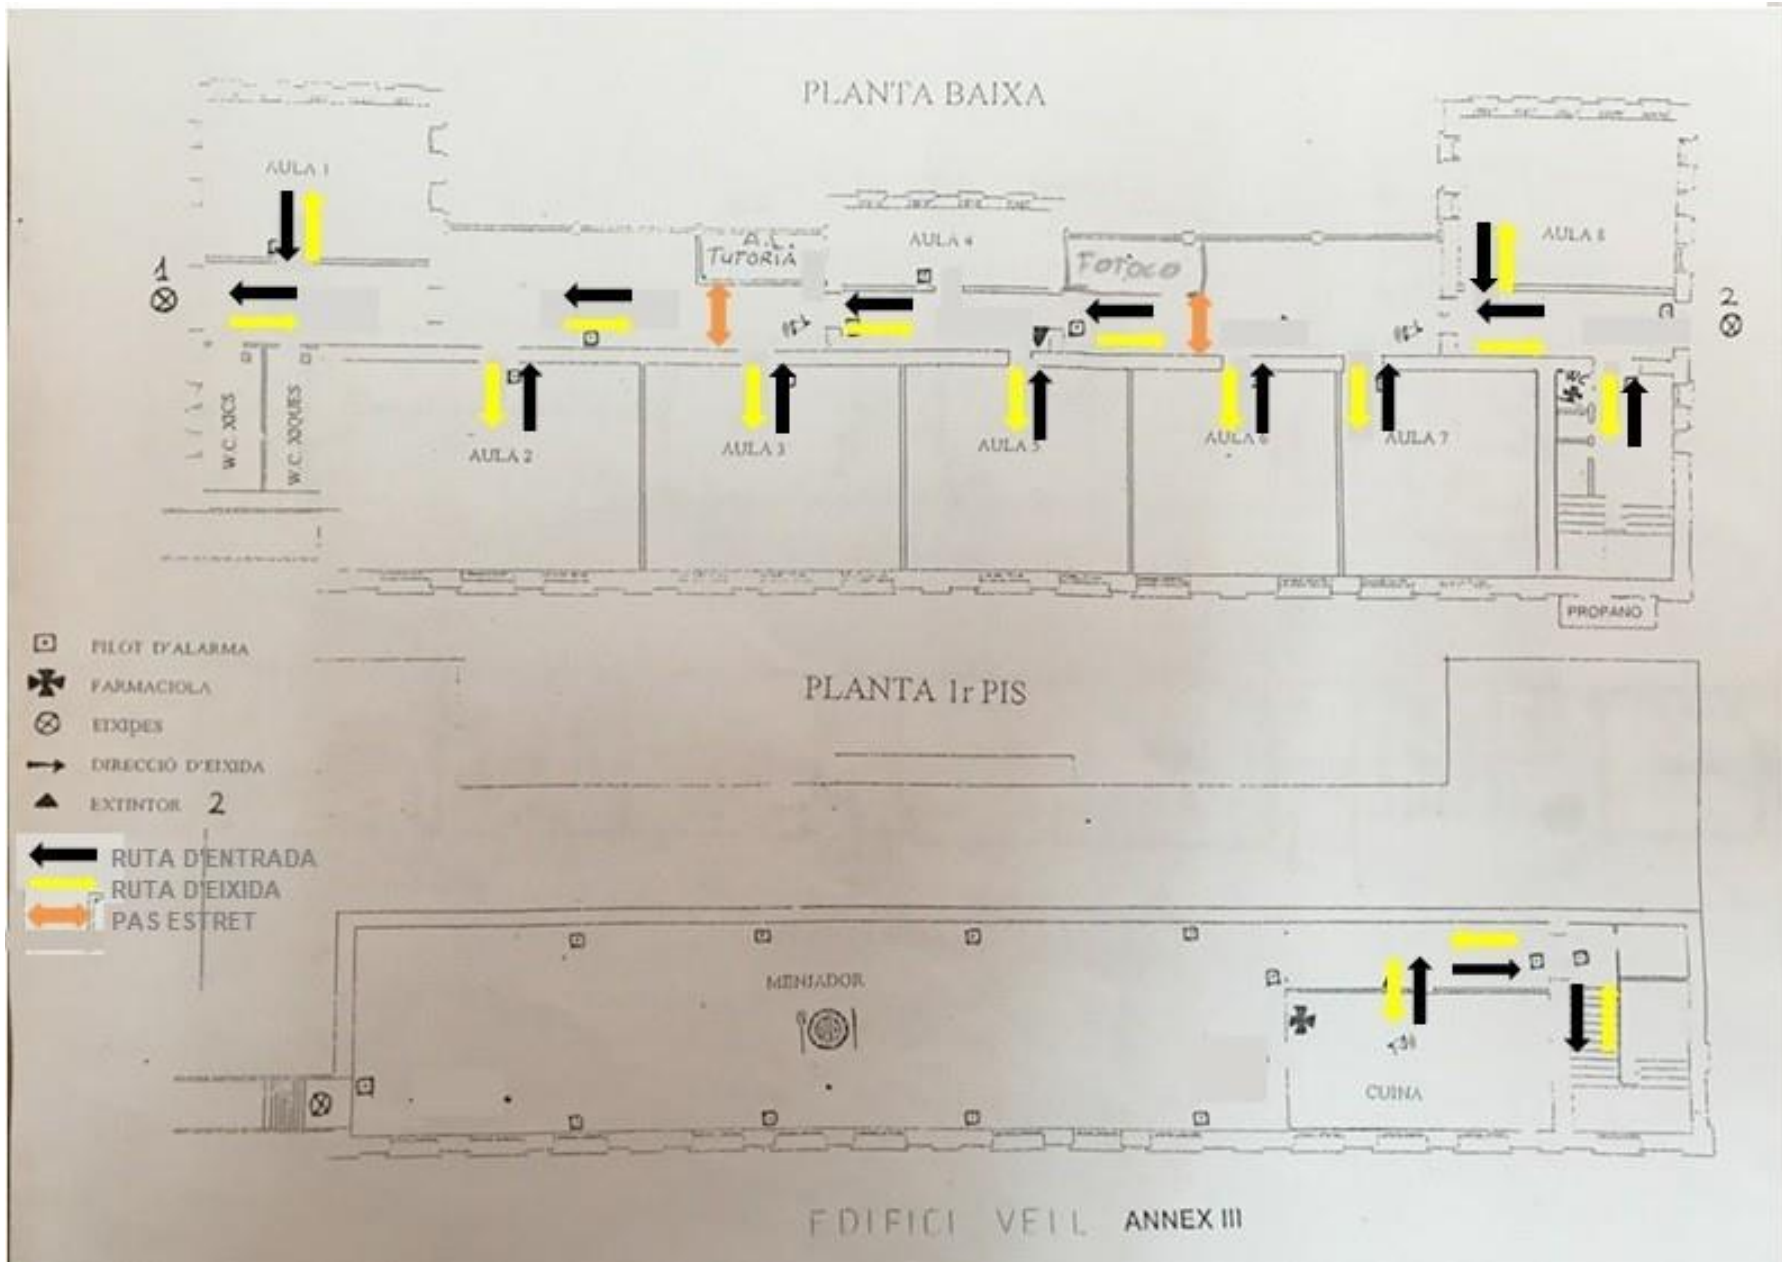 PLANTA BAIXA
AULA 1
A.L.
TUTORIA
AULA 4
FOTOCO
AULA 8
1
2
W.C. XICS
W.C. XIQUES
AULA 2
AULA 3
AULA 5
AULA 6
AULA 7
PROPANO
PILOT D'ALARMA
FARMACIOLA
EIXIDES
DIRECCIÓ D'EIXIDA
EXTINTOR 2
RUTA D'ENTRADA
RUTA D'EIXIDA
PAS ESTRET
PLANTA 1r PIS
MENJADOR
CUINA
EDIFICI VELL ANNEX III